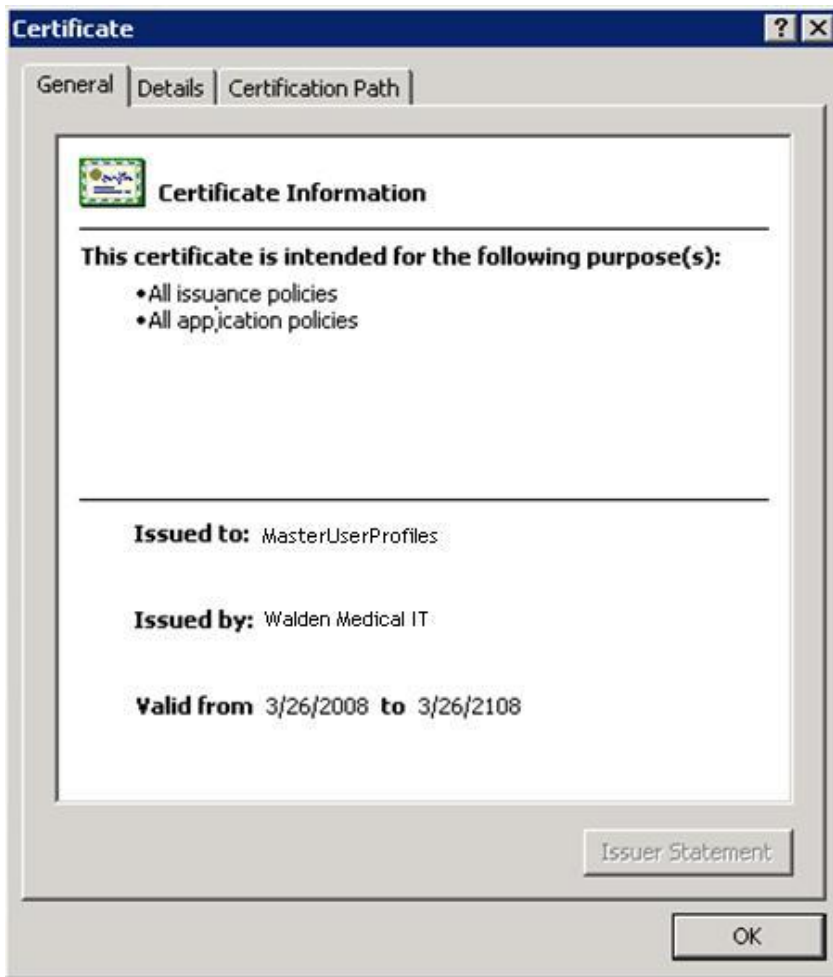 Certificate
? X
General Details Certification Path
Certificate Information
This certificate is intended for the following purpose(s):
•All issuance policies
•All application policies
Issued to: MasterUserProfiles
Issued by: Walden Medical IT
Valid from 3/26/2008 to 3/26/2108
Issuer Statement
OK